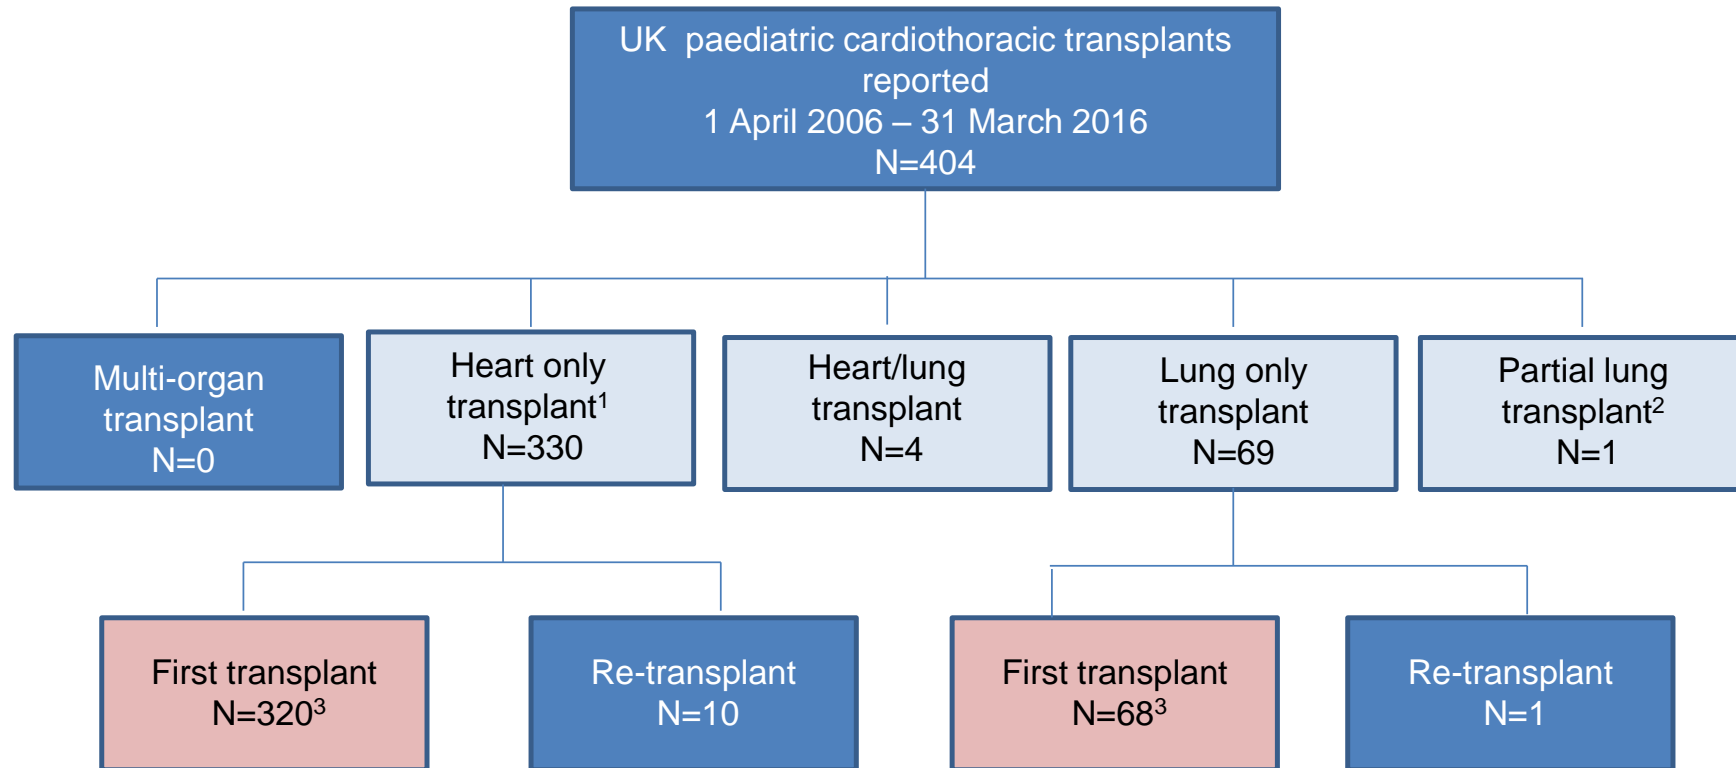 UK paediatric cardiothoracic transplants
reported
1 April 2006 – 31 March 2016
N=404
Multi-organ
transplant
N=0
Heart only
transplant¹
N=330
Heart/lung
transplant
N=4
Lung only
transplant
N=69
Partial lung
transplant²
N=1
First transplant
N=320³
Re-transplant
N=10
First transplant
N=68³
Re-transplant
N=1